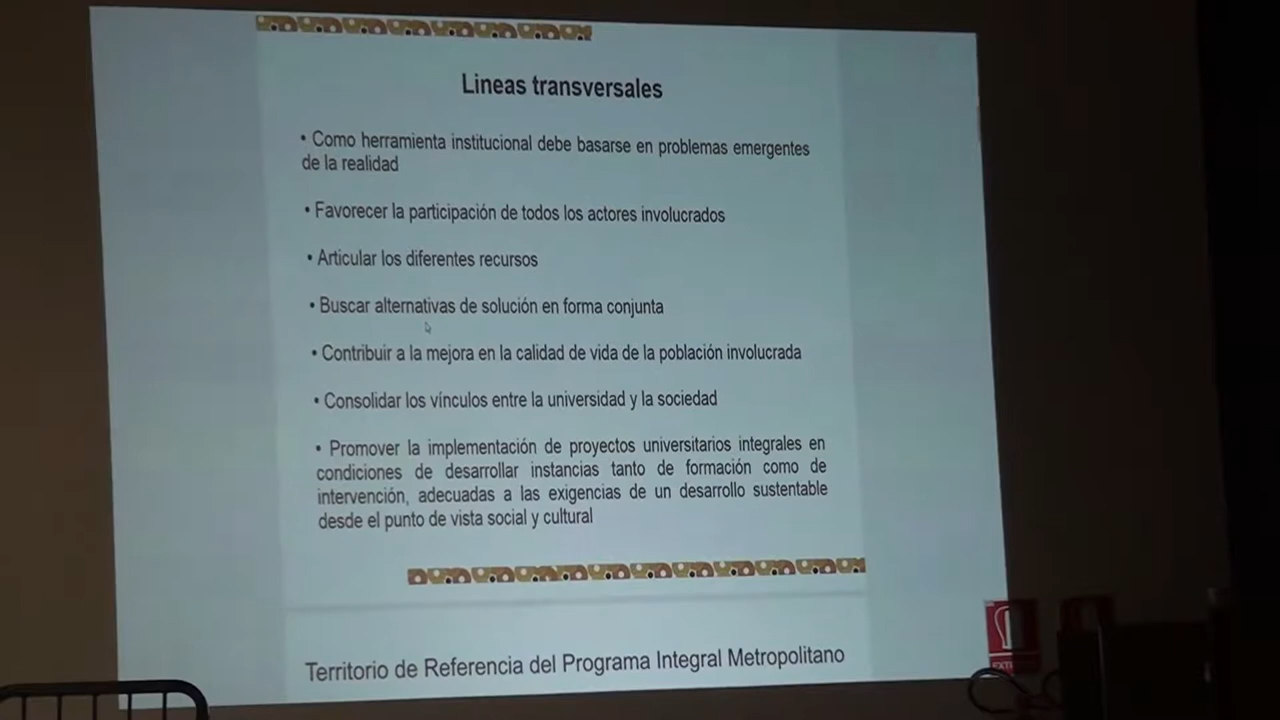 Lineas transversales
• Como herramienta institucional debe basarse en problemas emergentes
de la realidad
• Favorecer la participación de todos los actores involucrados
• Articular los diferentes recursos
• Buscar alternativas de solución en forma conjunta
• Contribuir a la mejora en la calidad de vida de la población involucrada
• Consolidar los vínculos entre la universidad y la sociedad
• Promover la implementación de proyectos universitarios integrales en
condiciones de desarrollar instancias tanto de formación como de
intervención, adecuadas a las exigencias de un desarrollo sustentable
desde el punto de vista social y cultural
Territorio de Referencia del Programa Integral Metropolitano